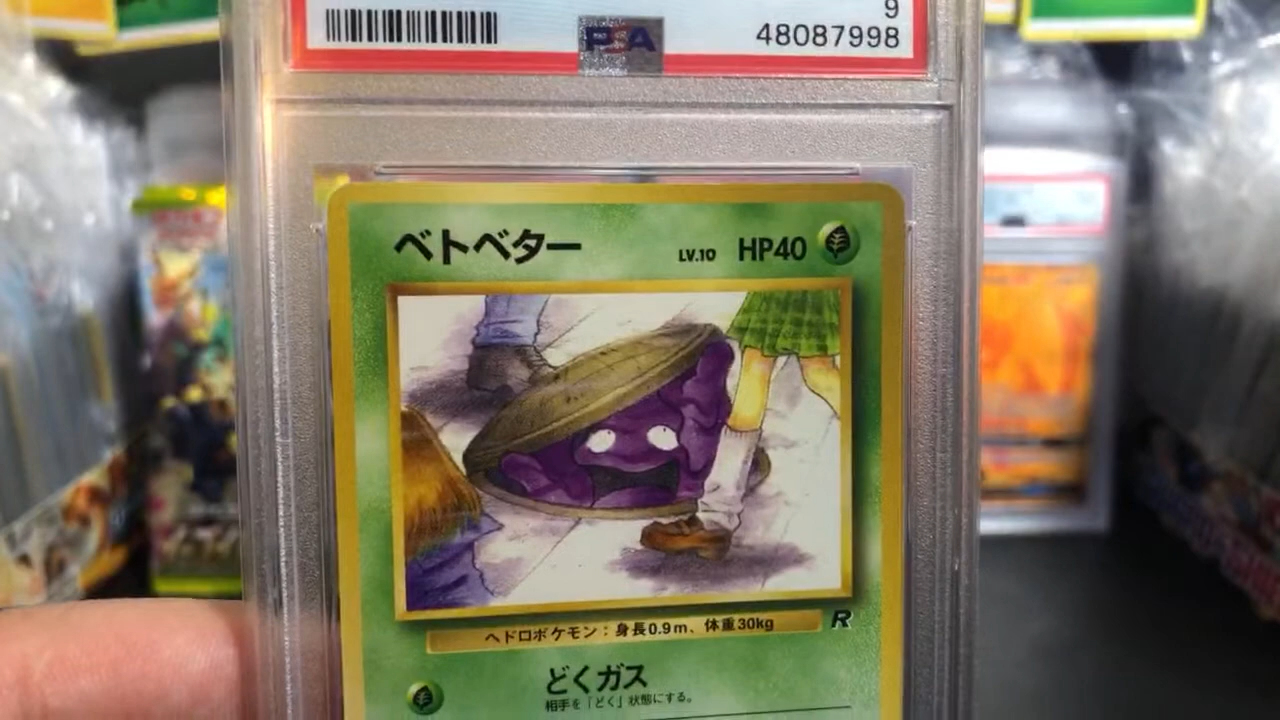 9
PSA
48087998
ベトベター LV.10 HP40
ヘドロポケモン：身長0.9m、体重30kg R
どくガス
相手を「どく」状態にする。